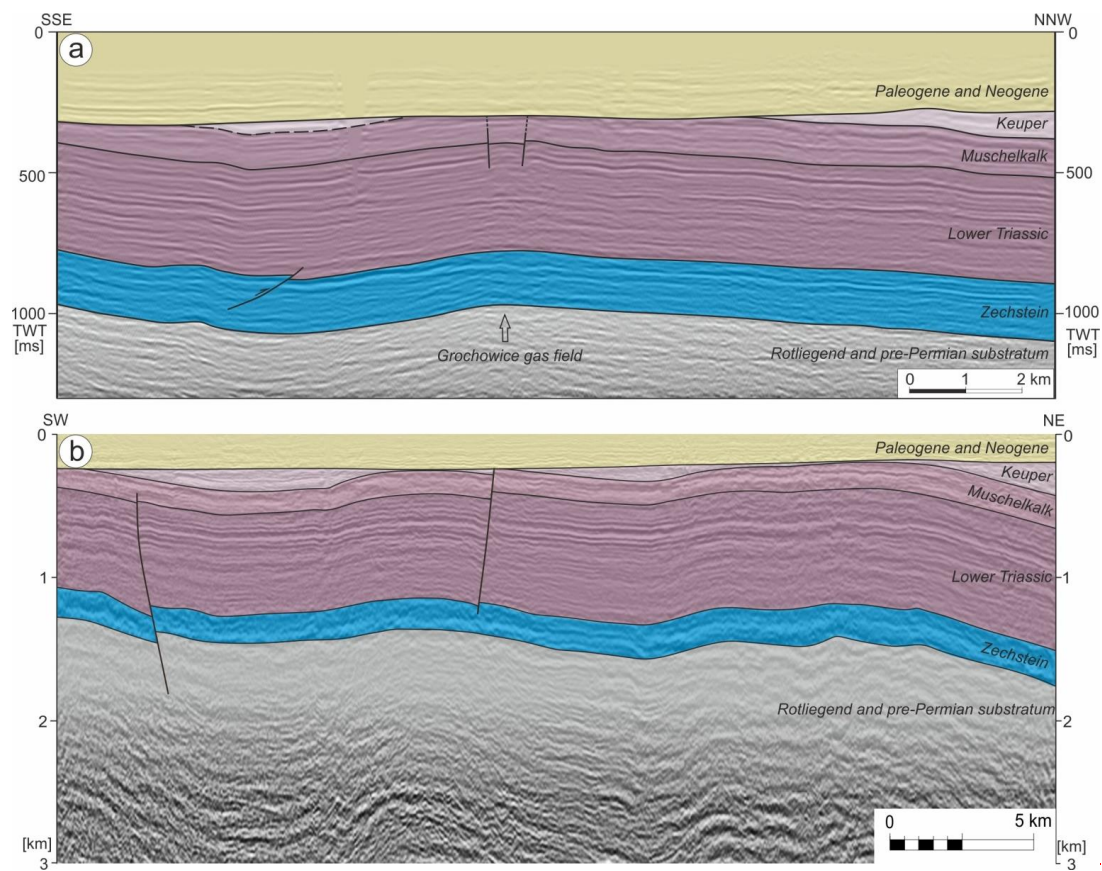 SSE NNW
0 0
a
Paleogene and Neogene
Keuper
Muschelkalk
500 500
Lower Triassic
Zechstein
1000 1000
TWT TWT
[ms] [ms]
Grochowice gas field
Rotliegend and pre-Permian substratum
0 1 2 km
SW NE
0 0
b
Paleogene and Neogene
Keuper
Muschelkalk
1 1
Lower Triassic
Zechstein
2 2
Rotliegend and pre-Permian substratum
0 5 km
[km] [km]
3 3